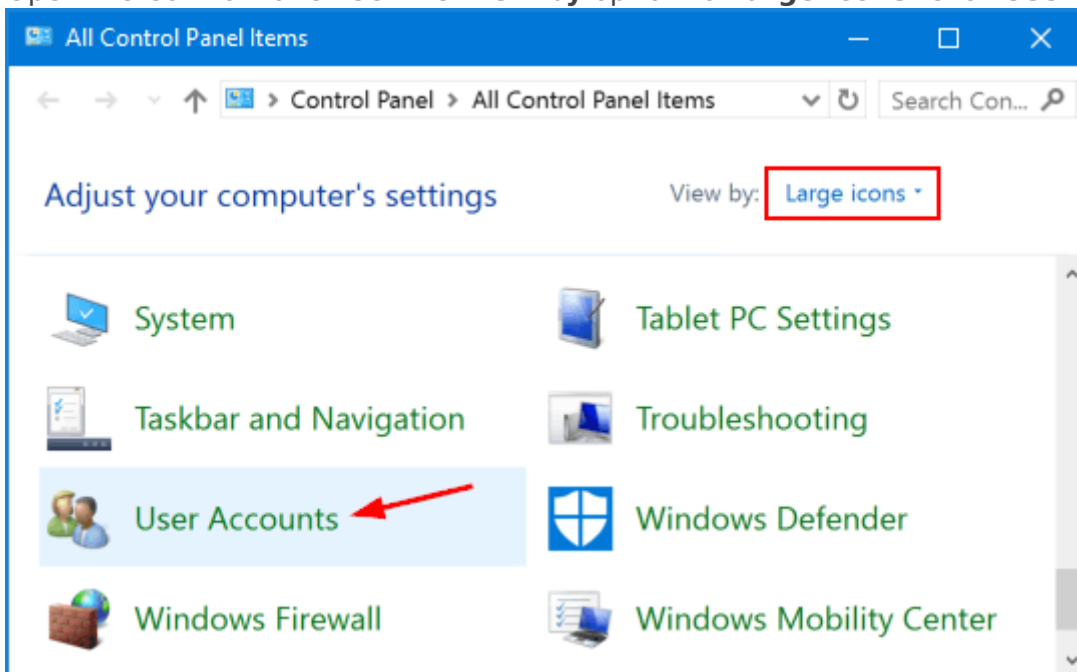 All Control Panel Items
Control Panel > All Control Panel Items Search Con...
Adjust your computer's settings View by: Large icons
System Tablet PC Settings
Taskbar and Navigation Troubleshooting
User Accounts Windows Defender
Windows Firewall Windows Mobility Center